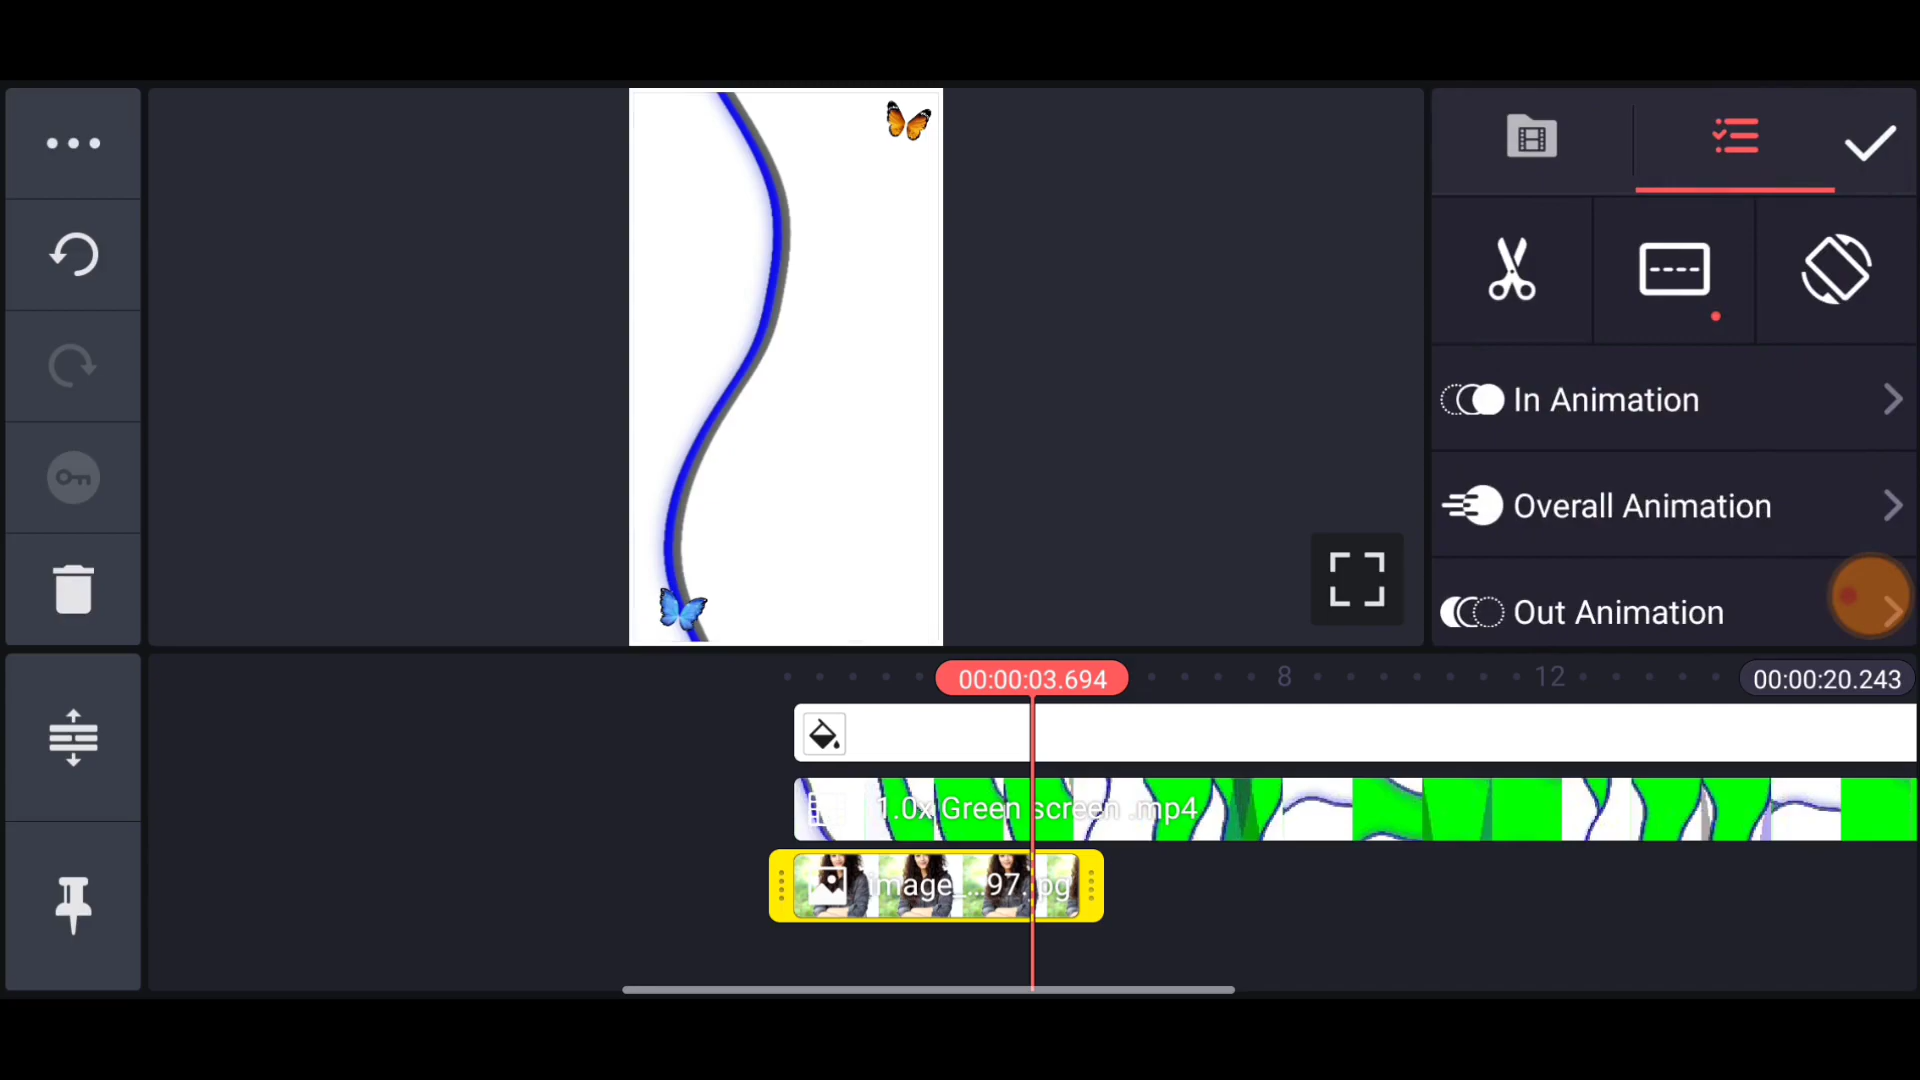 In Animation
Overall Animation
Out Animation
00:00:03.694
8
12
00:00:20.243
1.0x Green screen .mp4
image_...97.jpg